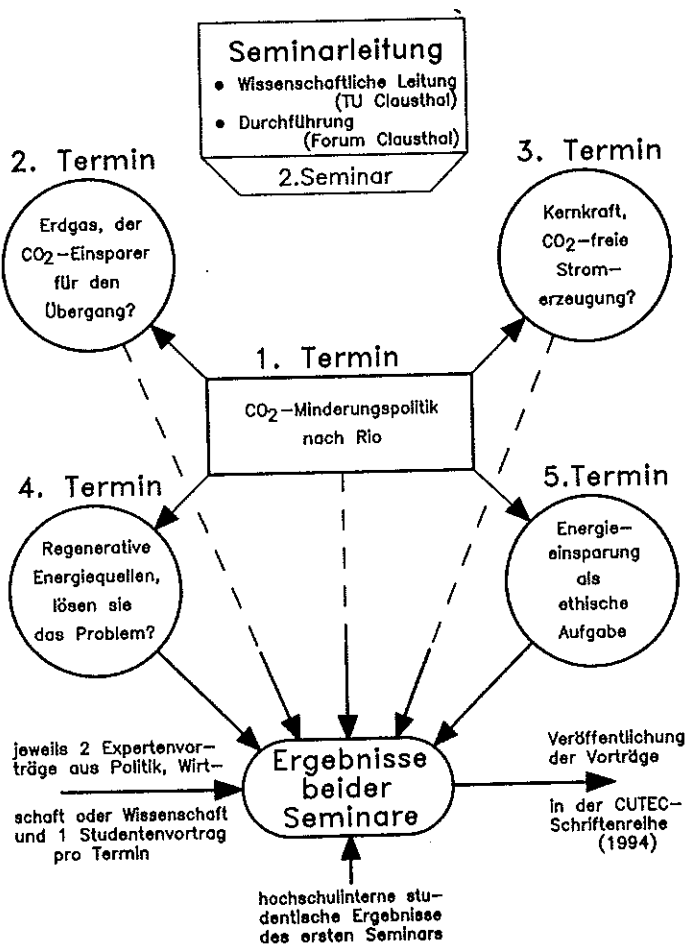 Seminarleitung
• Wissenschaftliche Leitung
(TU Clausthal)
• Durchführung
(Forum Clausthal)
2.Seminar
2. Termin
Erdgas, der
CO2-Einsparer
für den
Übergang?
3. Termin
Kernkraft,
CO2-freie
Strom-
erzeugung?
1. Termin
CO2-Minderungspolitik
nach Rio
4. Termin
Regenerative
Energiequellen,
lösen sie
das Problem?
5.Termin
Energie-
einsparung
als
ethische
Aufgabe
jeweils 2 Expertenvor-
träge aus Politik, Wirt-
schaft oder Wissenschaft
und 1 Studentenvortrag
pro Termin
Ergebnisse
beider
Seminare
Veröffentlichung
der Vorträge
in der CUTEC-
Schriftenreihe
(1994)
hochschulinterne stu-
dentische Ergebnisse
des ersten Seminars